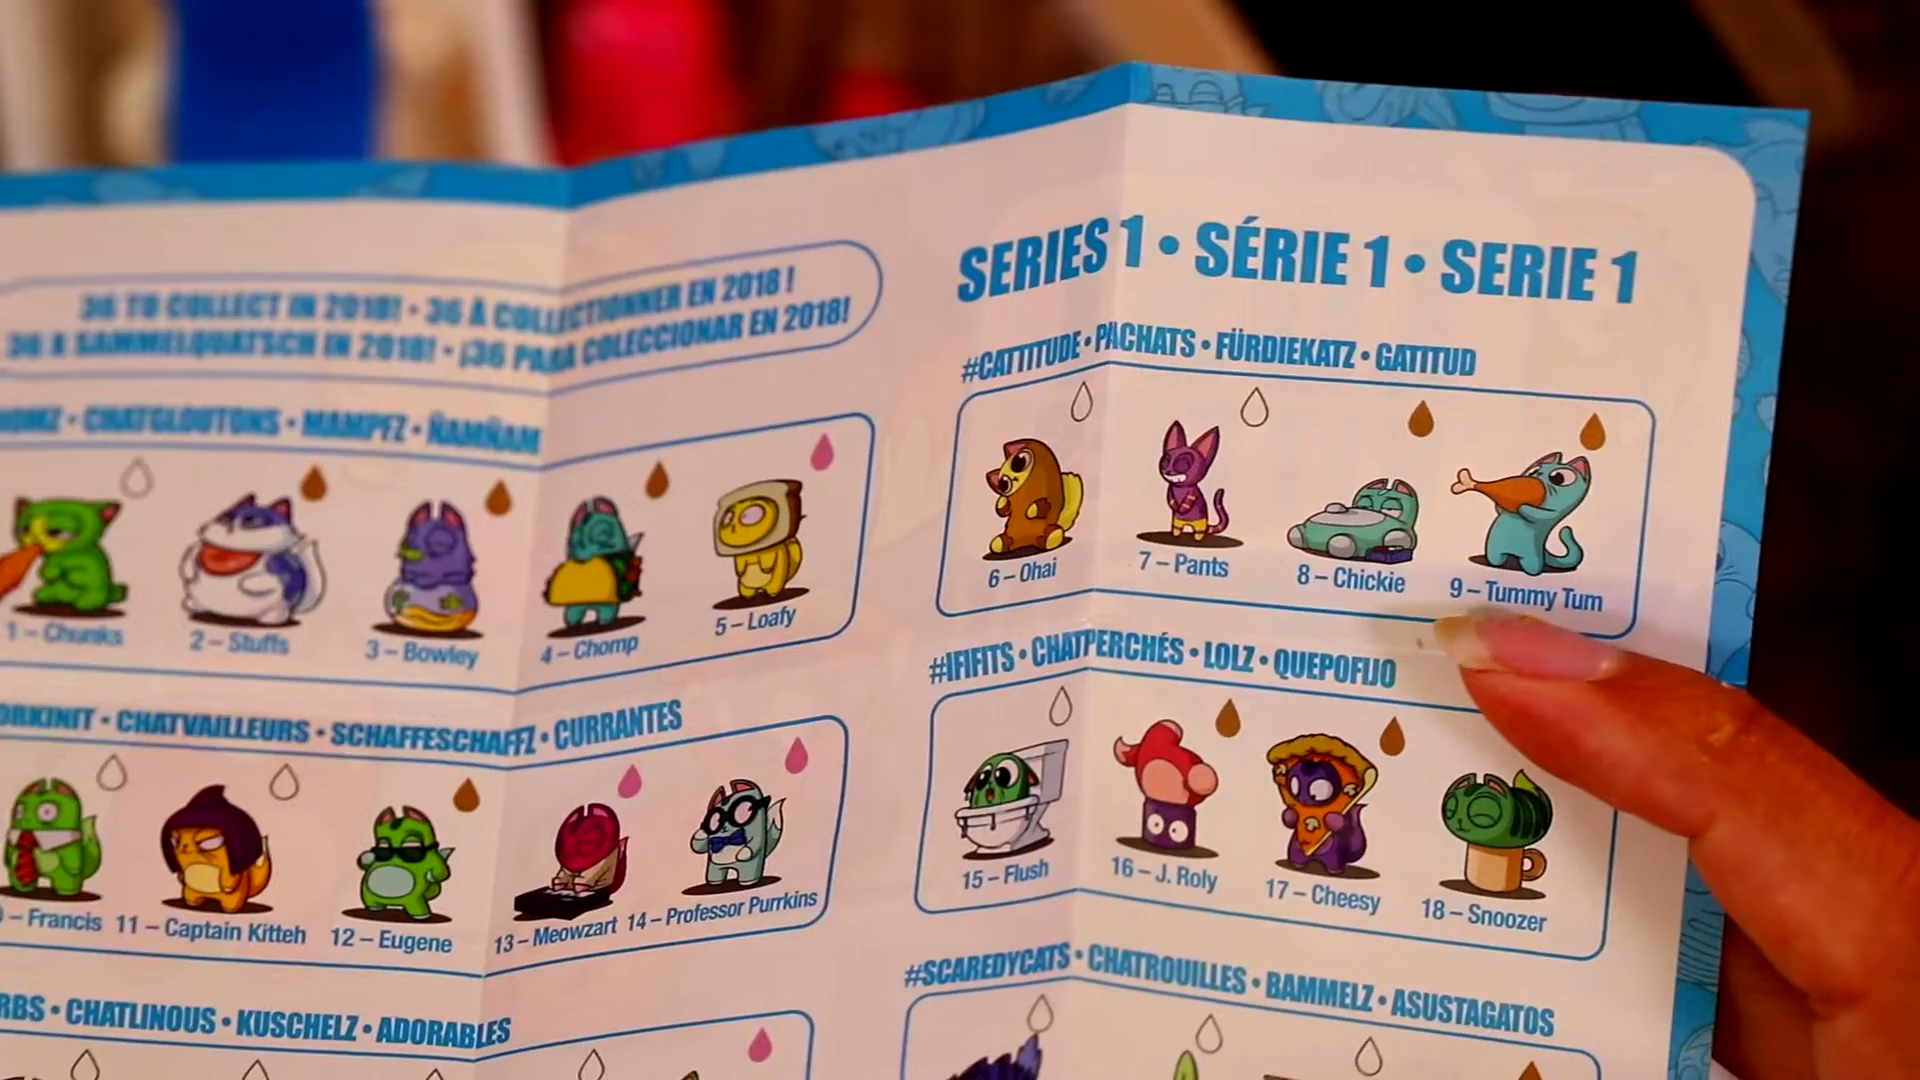 SERIES 1 • SÉRIE 1 • SERIE 1
36 TO COLLECT IN 2018! • 36 À COLLECTIONNER EN 2018 !
36 X SAMMELQUATSCH IN 2018! • ¡36 PARA COLECCIONAR EN 2018!
• CHATGLOUTONS • MAMPFZ • ÑAMÑAM
1 – Chunks
2 – Stuffs
3 – Bowley
4 – Chomp
5 – Loafy
#CATTITUDE • PACHATS • FÜRDIEKATZ • GATITUD
6 – Ohai
7 – Pants
8 – Chickie
9 – Tummy Tum
ORKINIT • CHATVAILLEURS • SCHAFFESCHAFFZ • CURRANTES
– Francis
11 – Captain Kitteh
12 – Eugene
13 – Meowzart
14 – Professor Purrkins
#IFIFITS • CHATPERCHÉS • LOLZ • QUEPOFIJO
15 – Flush
16 – J. Roly
17 – Cheesy
18 – Snoozer
RBS • CHATLINOUS • KUSCHELZ • ADORABLES
#SCAREDYCATS • CHATROUILLES • BAMMELZ • ASUSTAGATOS